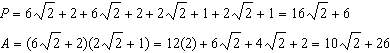 P = 6√2 + 2 + 6√2 + 2 + 2√2 + 1 + 2√2 + 1 = 16√2 + 6
A = (6√2 + 2)(2√2 + 1) = 12(2) + 6√2 + 4√2 + 2 = 10√2 + 26